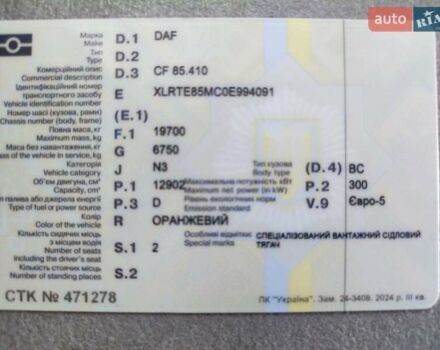 auto RIA
Марка D.1 DAF
Make
Тип D.2
Type
Комерційний опис D.3 CF 85.410
Commercial description
Ідентифікаційний номер
транспортного засобу E XLRTE85MC0E994091
Vehicle identification number
Номер шасі (кузова, рами) (E.1)
Chassis number (body, frame)
Повна маса, кг F.1 19700
Maximum mass, kg
Маса без навантаження, кг G 6750
of the vehicle in service, kg
Категорія J N3 Тип кузова (D.4) BC
Vehicle category Body type
Об'єм двигуна, см³ P.1 12902 Максимальна потужність кВт P.2 300
Capacity, cm³ Maximum net power (in kW)
п палива або джерела енергії P.3 D Рівень екологічних норм V.9 Євро-5
Type of fuel or power source Emission standard
Колір R ОРАНЖЕВИЙ
Color of the vehicle
Кількість сидячих місць Особливі відмітки: СПЕЦІАЛІЗОВАНИЙ ВАНТАЖНИЙ СІДЛОВИЙ
з місцем водія S.1 2 Special marks ТЯГАЧ
Number of seats
including the driver's seat
Кількість стоячих місць S.2
Number of standing places
СТК № 471278
ПК "Україна". Зам. 24-3408. 2024 р. III кв.